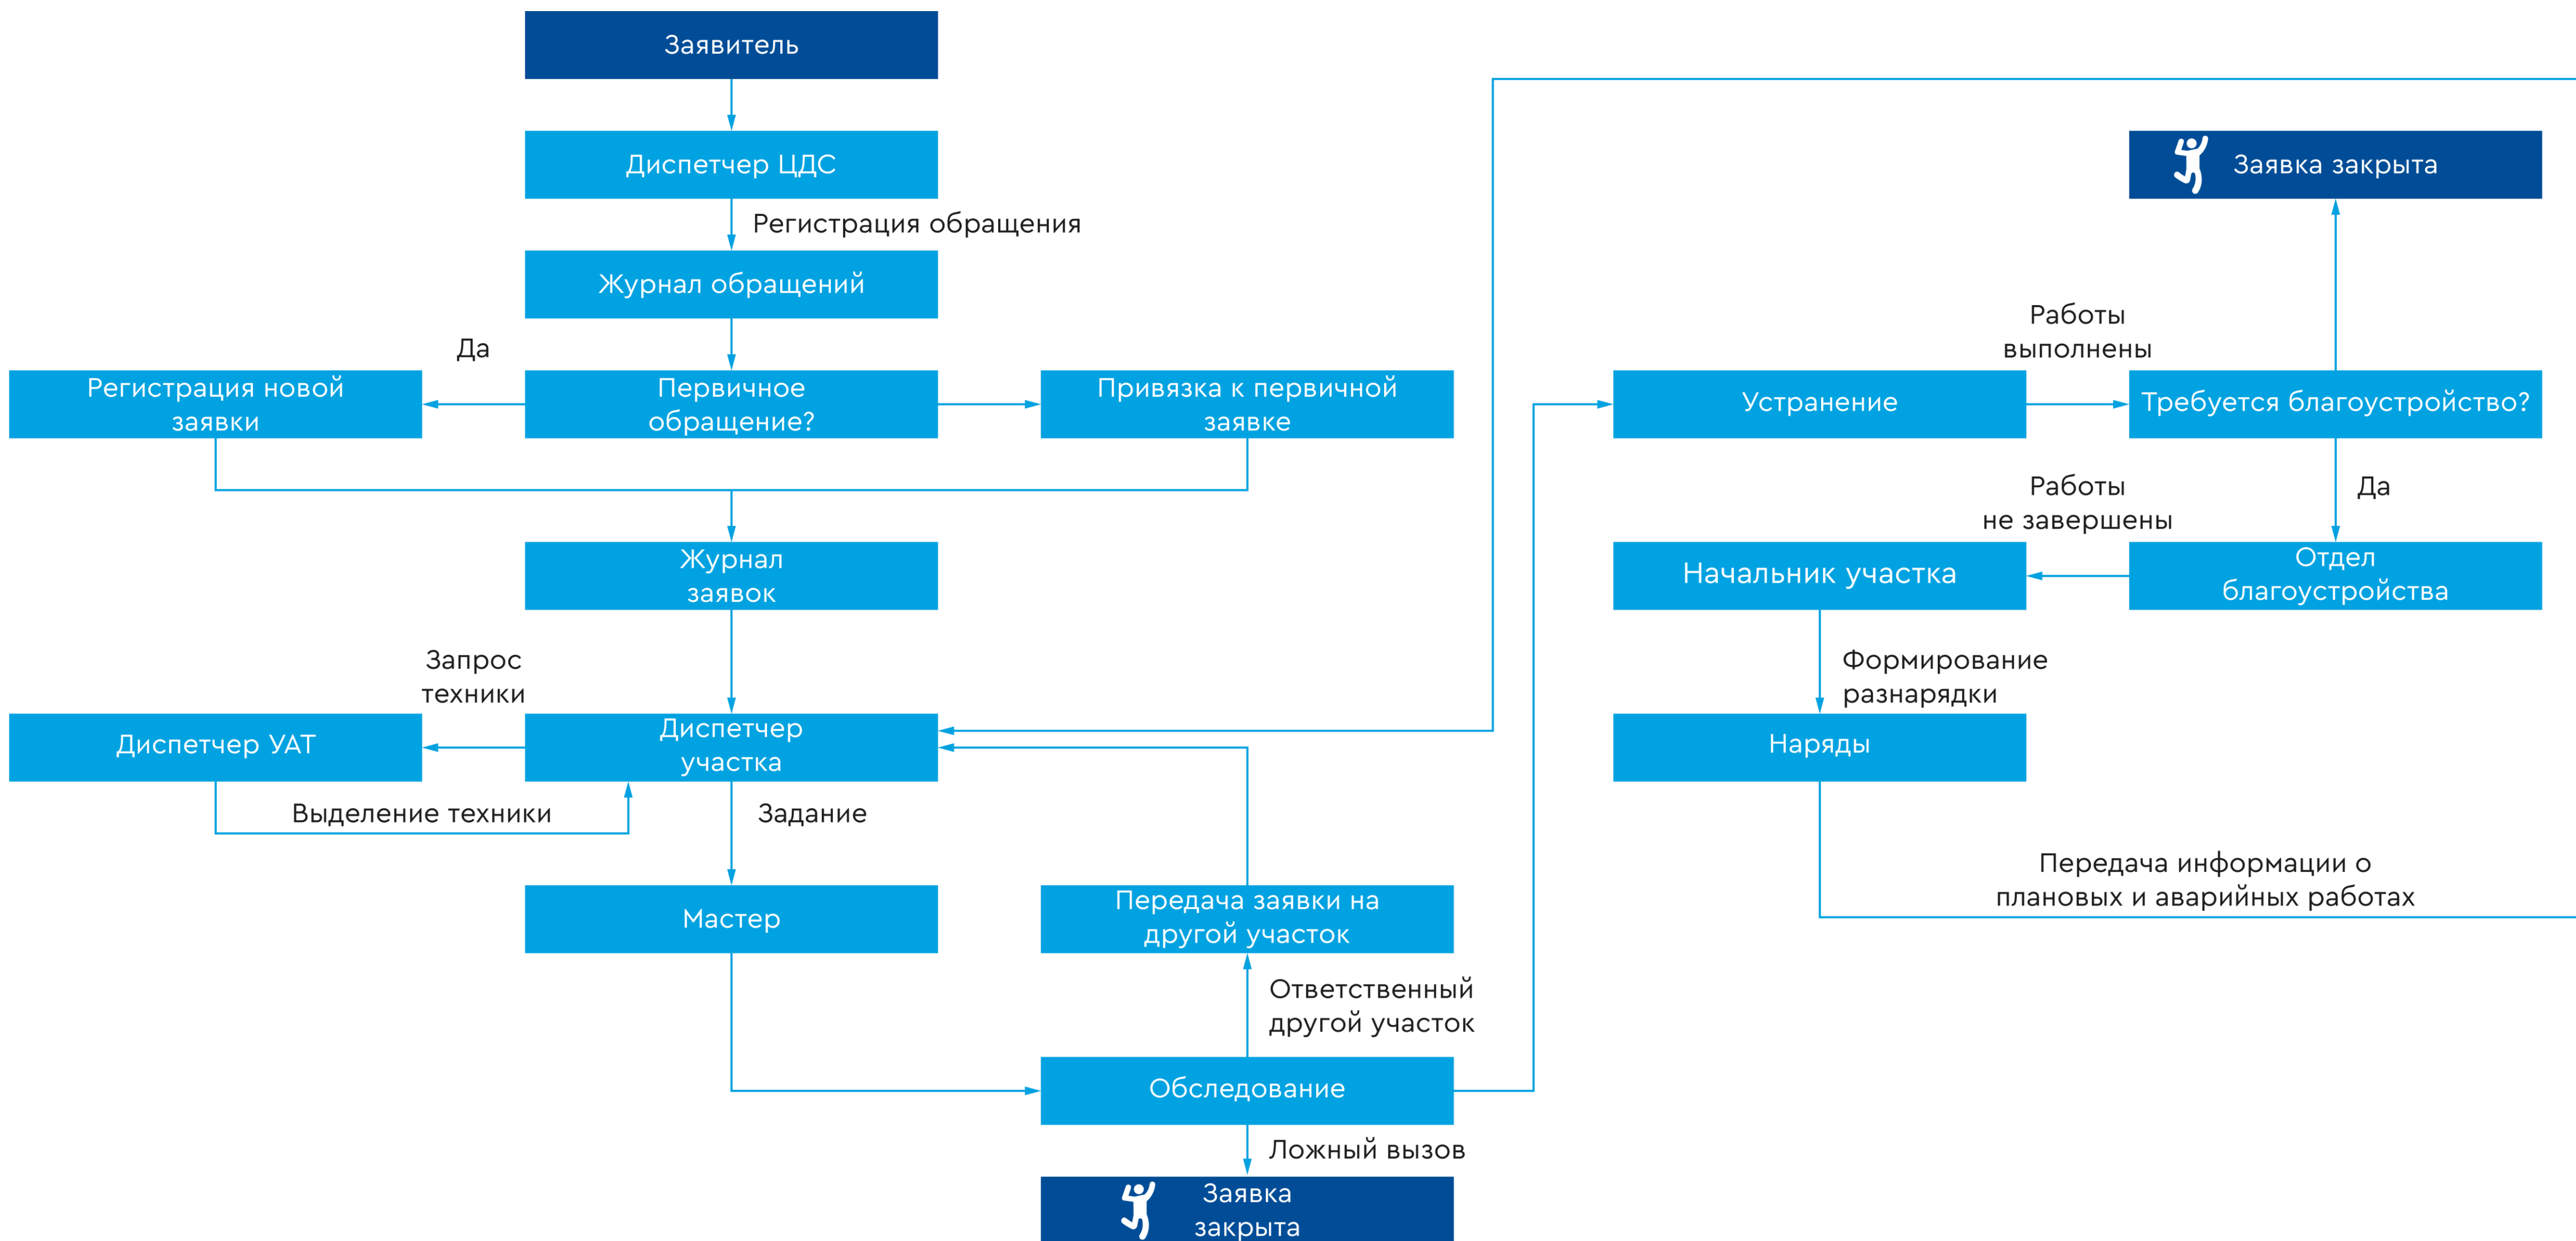 Заявитель
Диспетчер ЦДС
Регистрация обращения
Журнал обращений
Да
Регистрация новой
заявки
Первичное
обращение?
Привязка к первичной
заявке
Журнал
заявок
Запрос
техники
Диспетчер УАТ
Диспетчер
участка
Выделение техники
Задание
Мастер
Передача заявки на
другой участок
Ответственный
другой участок
Обследование
Ложный вызов
Заявка
закрыта
Заявка закрыта
Работы
выполнены
Устранение
Требуется благоустройство?
Работы
не завершены
Да
Начальник участка
Отдел
благоустройства
Формирование
разнарядки
Наряды
Передача информации о
плановых и аварийных работах